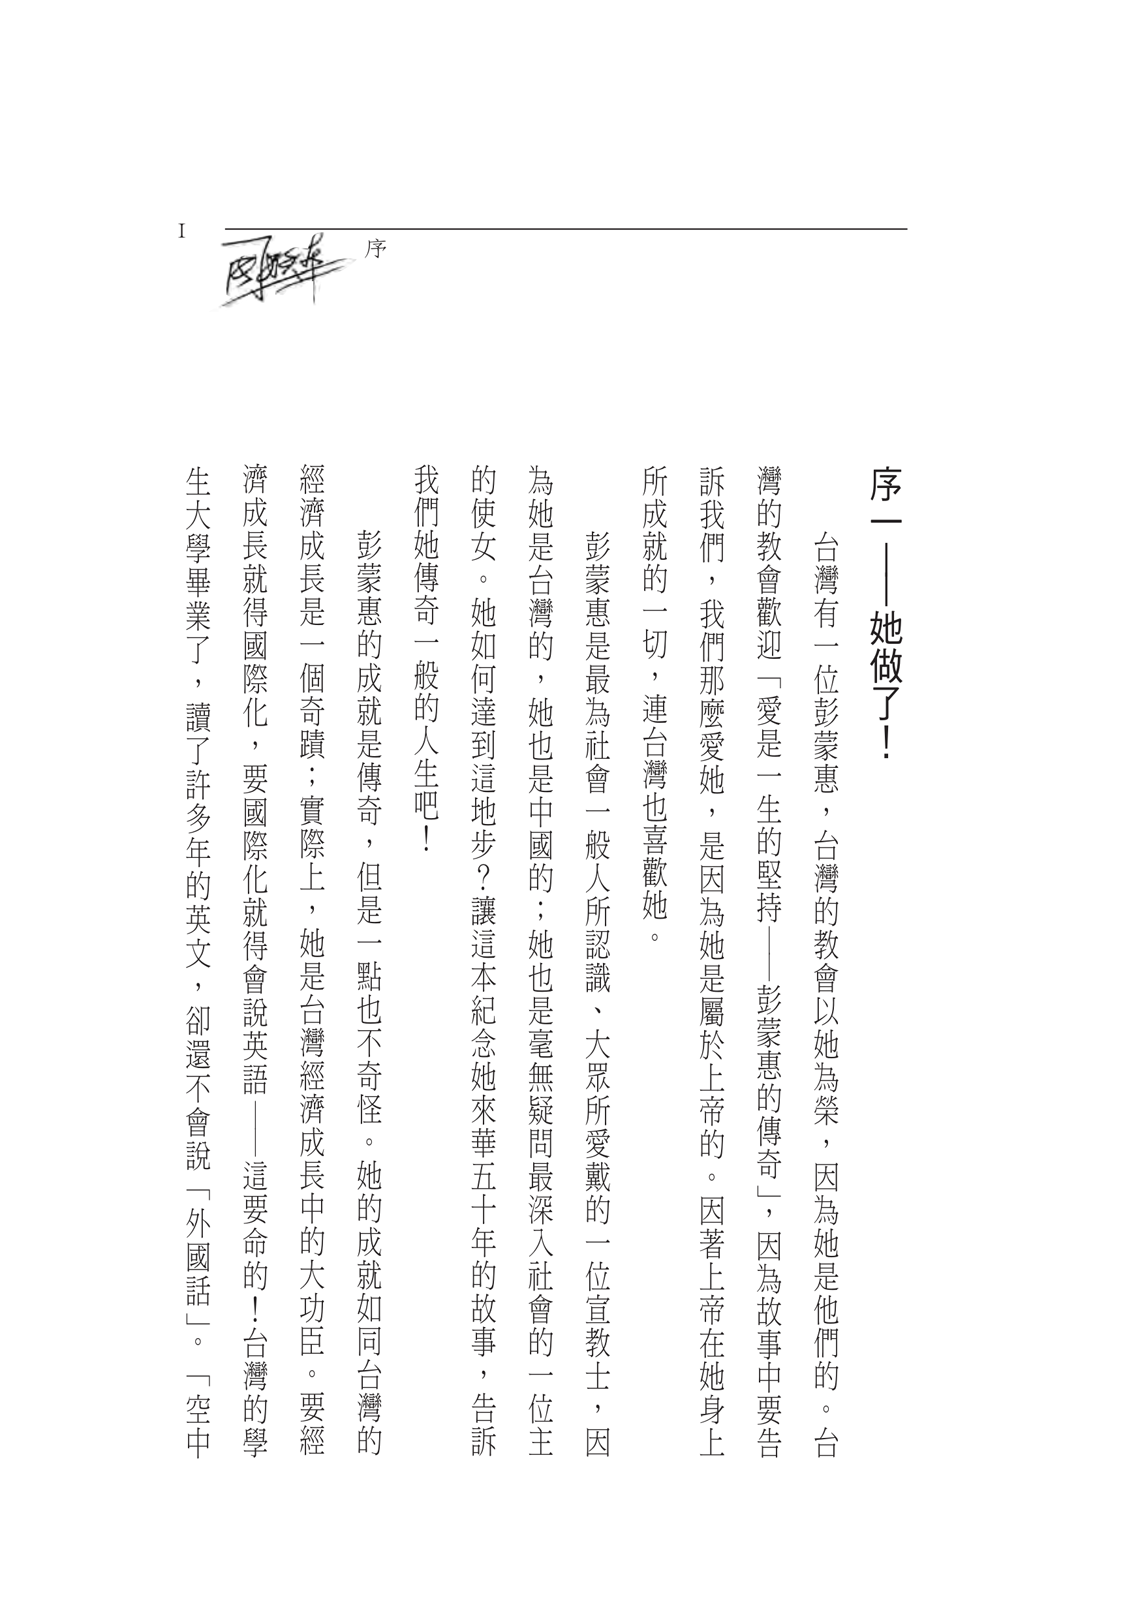 I
序
序一——她做了！
台灣有一位彭蒙惠，台灣的教會以她為榮，因為她是他們的。台
灣的教會歡迎「愛是一生的堅持——彭蒙惠的傳奇」，因為故事中要告
訴我們，我們那麼愛她，是因為她是屬於上帝的。因著上帝在她身上
所成就的一切，連台灣也喜歡她。
彭蒙惠是最為社會一般人所認識、大眾所愛戴的一位宣教士，因
為她是台灣的，她也是中國的；她也是毫無疑問最深入社會的一位主
的使女。她如何達到這地步？讓這本紀念她來華五十年的故事，告訴
我們她傳奇一般的人生吧！
彭蒙惠的成就是傳奇，但是一點也不奇怪。她的成就如同台灣的
經濟成長是一個奇蹟；實際上，她是台灣經濟成長中的大功臣。要經
濟成長就得國際化，要國際化就得會說英語——這要命的！台灣的學
生大學畢業了，讀了許多年的英文，卻還不會說「外國話」。「空中